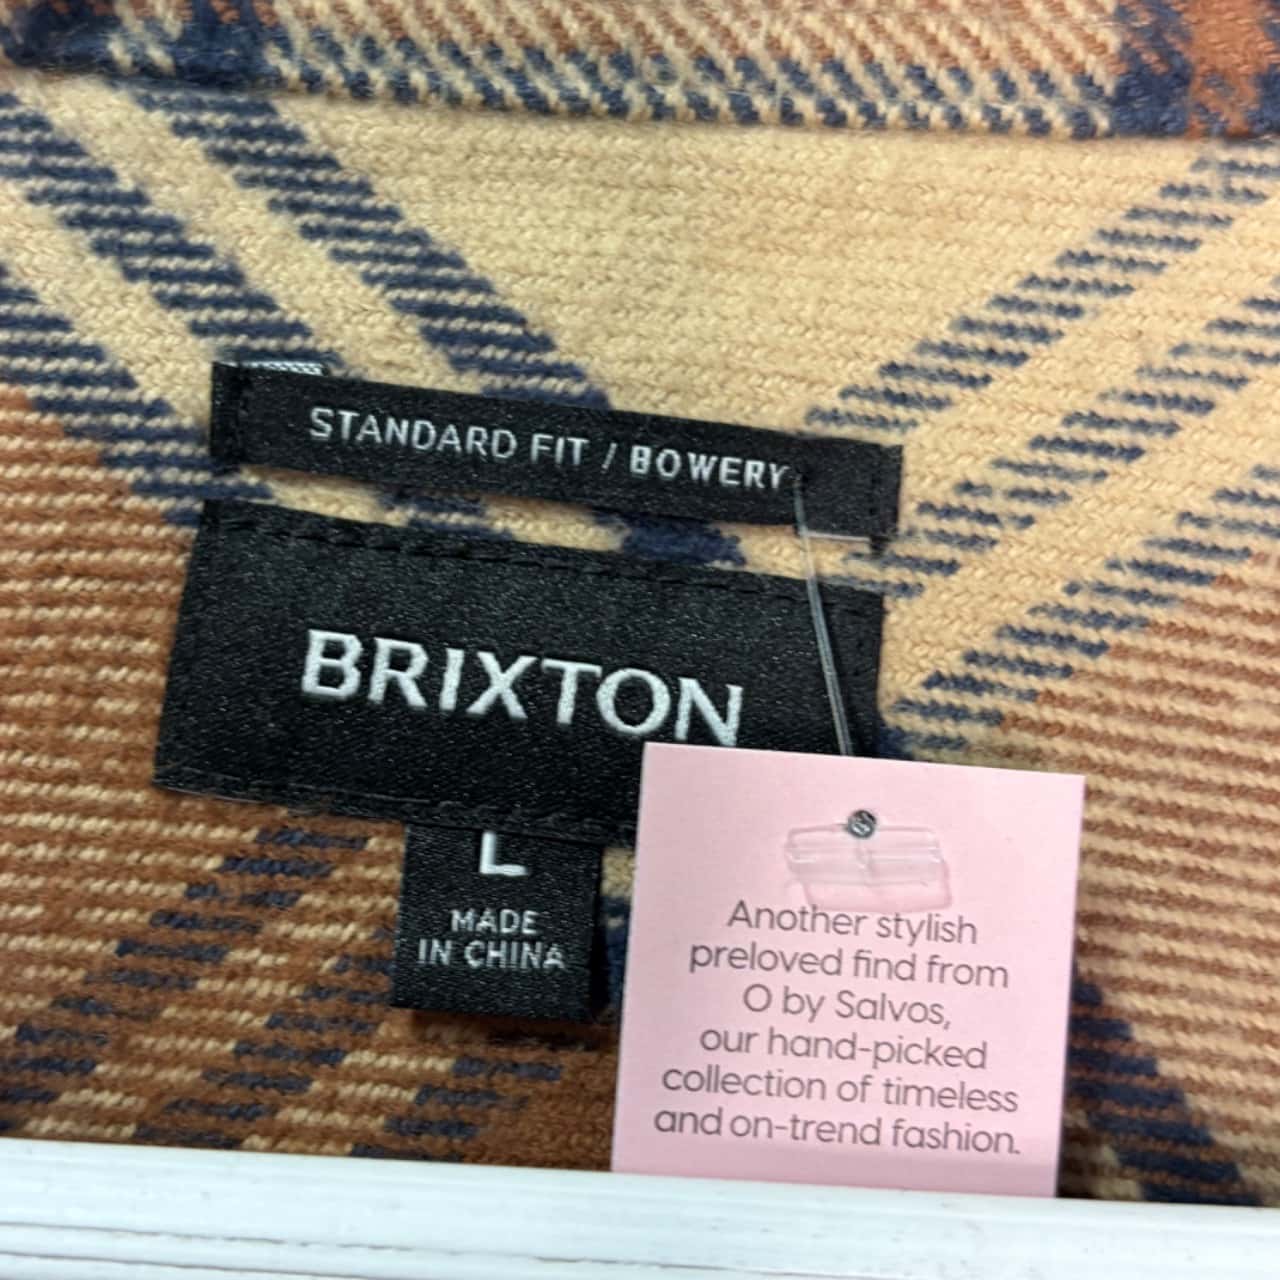 STANDARD FIT / BOWERY
BRIXTON
L
MADE
IN CHINA
Another stylish
preloved find from
O by Salvos,
our hand-picked
collection of timeless
and on-trend fashion.